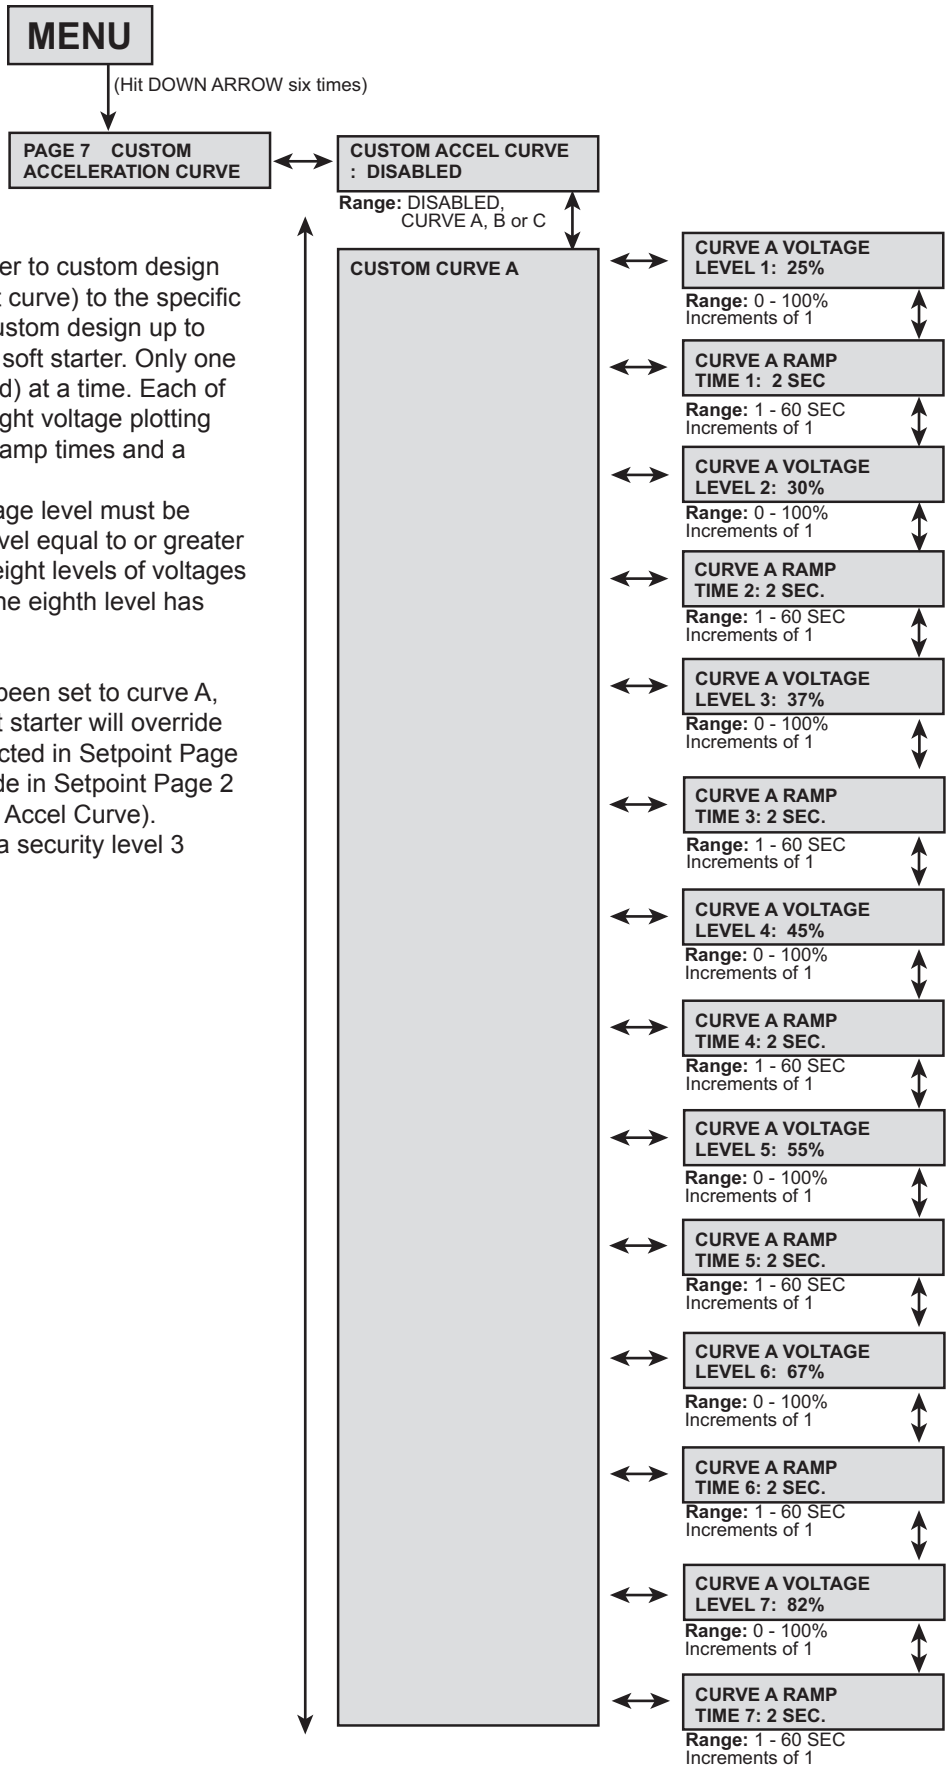 MENU
(Hit DOWN ARROW six times)
PAGE 7 CUSTOM
ACCELERATION CURVE
CUSTOM ACCEL CURVE
: DISABLED
Range: DISABLED,
CURVE A, B or C
er to custom design
curve) to the specific
ustom design up to
soft starter. Only one
d) at a time. Each of
ght voltage plotting
amp times and a
age level must be
vel equal to or greater
eight levels of voltages
he eighth level has
been set to curve A,
t starter will override
cted in Setpoint Page
de in Setpoint Page 2
Accel Curve).
a security level 3
CUSTOM CURVE A
CURVE A VOLTAGE
LEVEL 1: 25%
Range: 0 - 100%
Increments of 1
CURVE A RAMP
TIME 1: 2 SEC
Range: 1 - 60 SEC
Increments of 1
CURVE A VOLTAGE
LEVEL 2: 30%
Range: 0 - 100%
Increments of 1
CURVE A RAMP
TIME 2: 2 SEC.
Range: 1 - 60 SEC
Increments of 1
CURVE A VOLTAGE
LEVEL 3: 37%
Range: 0 - 100%
Increments of 1
CURVE A RAMP
TIME 3: 2 SEC.
Range: 1 - 60 SEC
Increments of 1
CURVE A VOLTAGE
LEVEL 4: 45%
Range: 0 - 100%
Increments of 1
CURVE A RAMP
TIME 4: 2 SEC.
Range: 1 - 60 SEC
Increments of 1
CURVE A VOLTAGE
LEVEL 5: 55%
Range: 0 - 100%
Increments of 1
CURVE A RAMP
TIME 5: 2 SEC.
Range: 1 - 60 SEC
Increments of 1
CURVE A VOLTAGE
LEVEL 6: 67%
Range: 0 - 100%
Increments of 1
CURVE A RAMP
TIME 6: 2 SEC.
Range: 1 - 60 SEC
Increments of 1
CURVE A VOLTAGE
LEVEL 7: 82%
Range: 0 - 100%
Increments of 1
CURVE A RAMP
TIME 7: 2 SEC.
Range: 1 - 60 SEC
Increments of 1